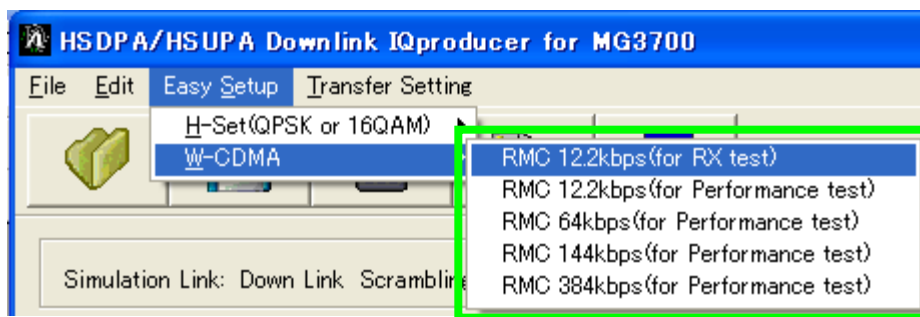 HSDPA/HSUPA Downlink IQproducer for MG3700
File Edit Easy Setup Transfer Setting
H-Set(QPSK or 16QAM)
W-CDMA
RMC 12.2kbps(for RX test)
RMC 12.2kbps(for Performance test)
RMC 64kbps(for Performance test)
RMC 144kbps(for Performance test)
RMC 384kbps(for Performance test)
Simulation Link: Down Link